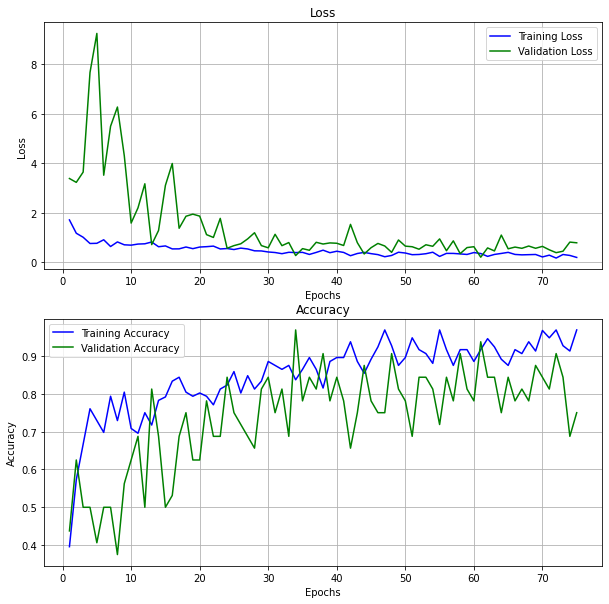 Loss
Training Loss
Validation Loss
8
6
4
2
0
Loss
0 10 20 30 40 50 60 70
Epochs
Accuracy
Training Accuracy
Validation Accuracy
0.9
0.8
0.7
0.6
0.5
0.4
Accuracy
0 10 20 30 40 50 60 70
Epochs